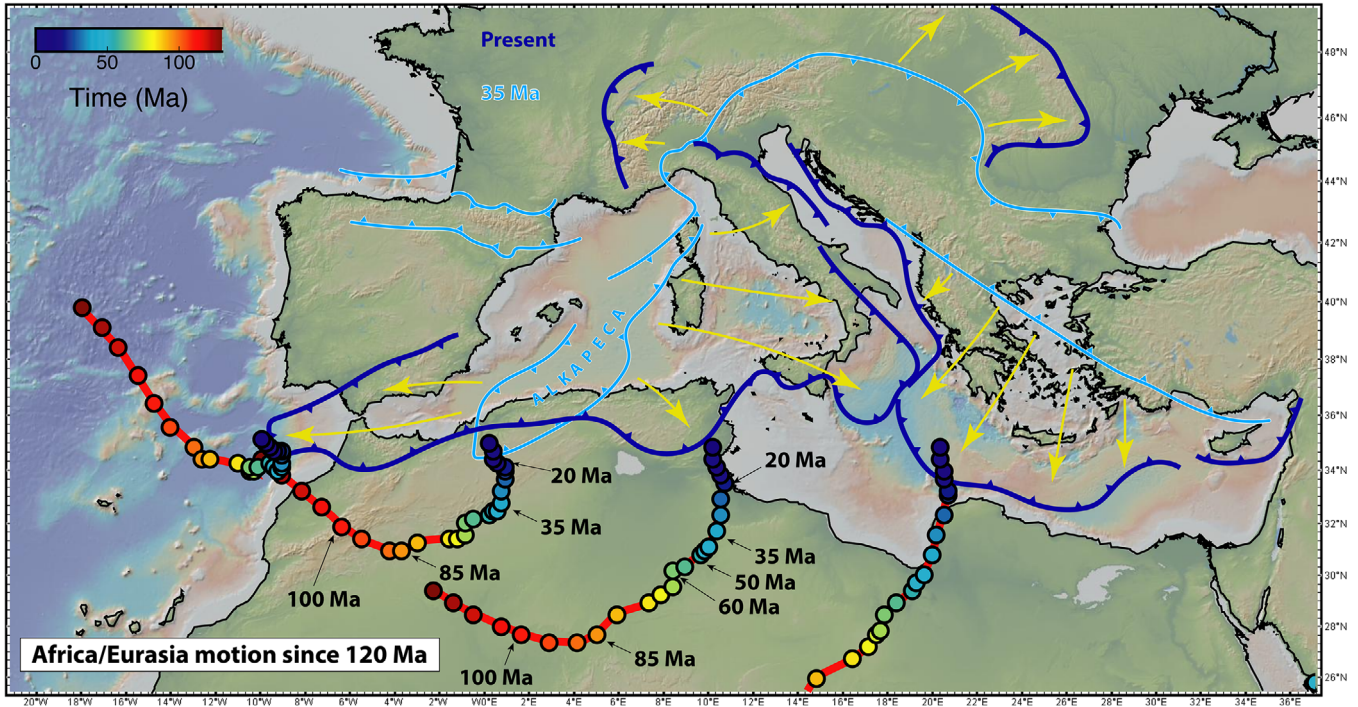 Present
35 Ma
0 50 100
Time (Ma)
ALKAPECA
20 Ma
35 Ma
85 Ma
100 Ma
20 Ma
35 Ma
50 Ma
60 Ma
85 Ma
100 Ma
Africa/Eurasia motion since 120 Ma
48°N
46°N
44°N
42°N
40°N
38°N
36°N
34°N
32°N
30°N
28°N
26°N
20°W 18°W 16°W 14°W 12°W 10°W 8°W 6°W 4°W 2°W W0°E 2°E 4°E 6°E 8°E 10°E 12°E 14°E 16°E 18°E 20°E 22°E 24°E 26°E 28°E 30°E 32°E 34°E 36°E